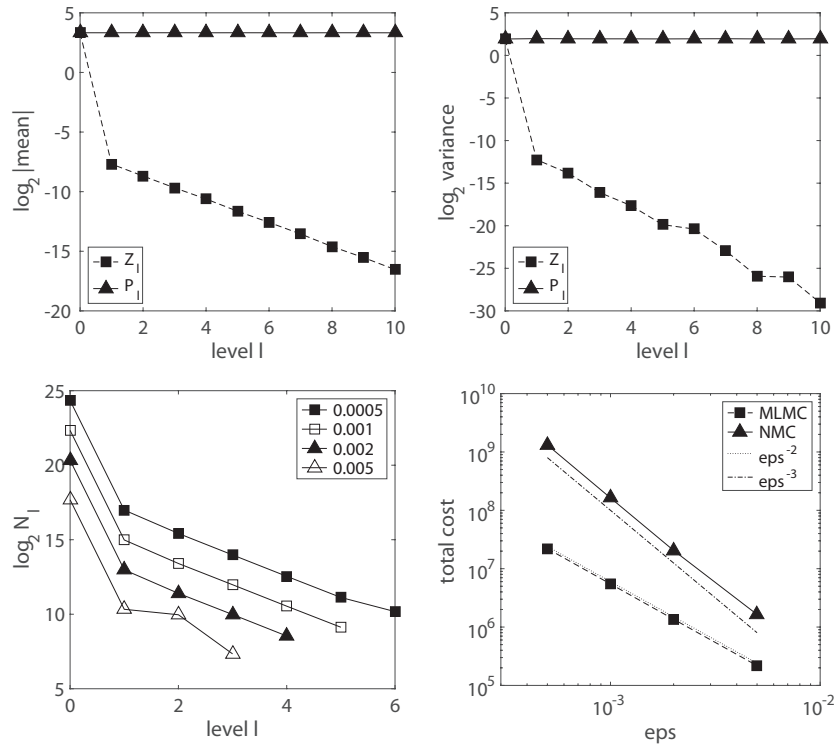 5
0
-5
-10
-15
-20
log2 |mean|
0 2 4 6 8 10
level l
Z_l
P_l
5
0
-5
-10
-15
-20
-25
-30
log2 variance
0 2 4 6 8 10
level l
Z_l
P_l
25
20
15
10
5
log2 N_l
0 2 4 6
level l
0.0005
0.001
0.002
0.005
10^10
10^9
10^8
10^7
10^6
10^5
total cost
10^-3 10^-2
eps
MLMC
NMC
eps^-2
eps^-3